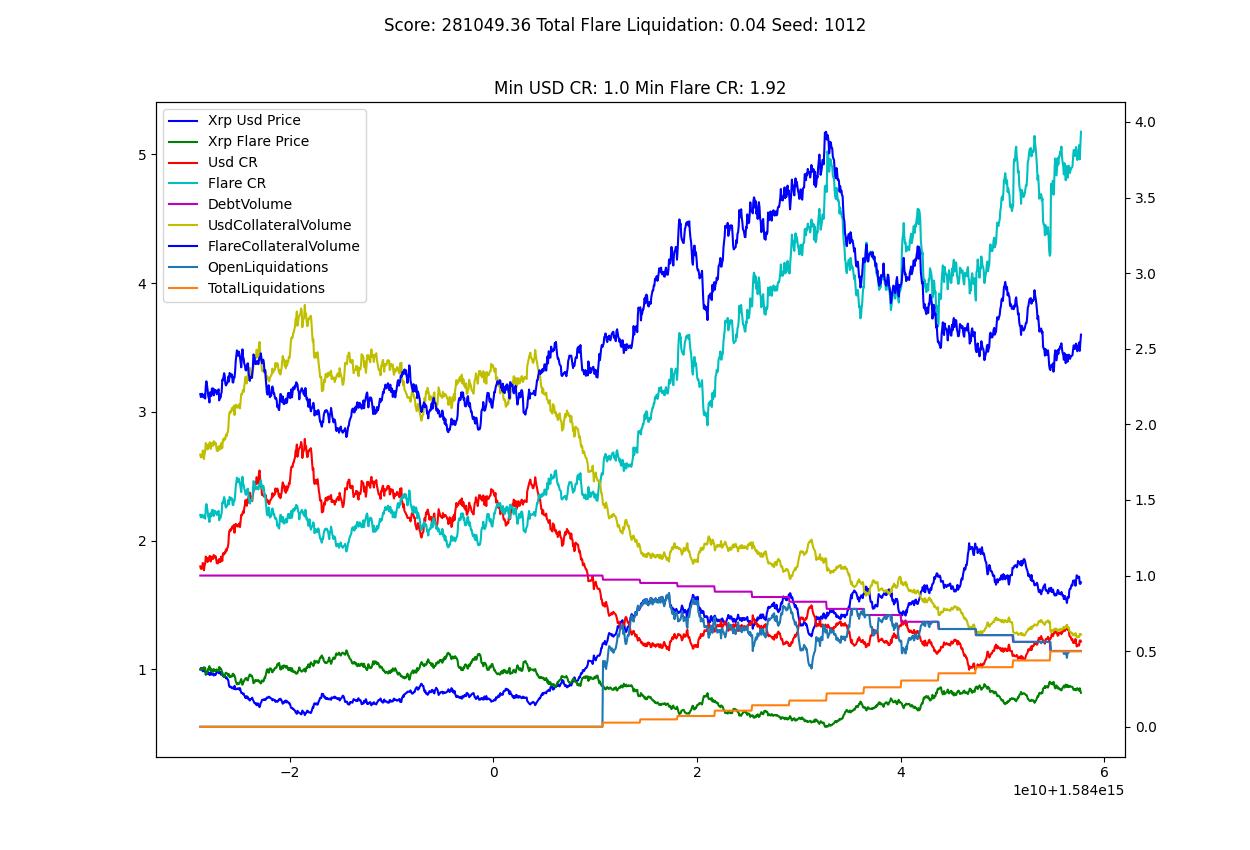 Score: 281049.36 Total Flare Liquidation: 0.04 Seed: 1012
Min USD CR: 1.0 Min Flare CR: 1.92
Xrp Usd Price
Xrp Flare Price
Usd CR
Flare CR
DebtVolume
UsdCollateralVolume
FlareCollateralVolume
OpenLiquidations
TotalLiquidations
5
4
3
2
1
4.0
3.5
3.0
2.5
2.0
1.5
1.0
0.5
0.0
−2 0 2 4 6
1e10+1.584e15